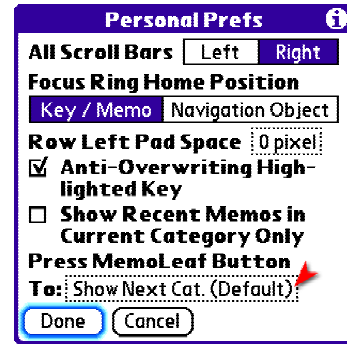 Personal Prefs i
All Scroll Bars Left Right
Focus Ring Home Position
Key / Memo Navigation Object
Row Left Pad Space 0 pixel
Anti-Overwriting High-
lighted Key
Show Recent Memos in
Current Category Only
Press MemoLeaf Button
To: Show Next Cat. (Default)
Done Cancel